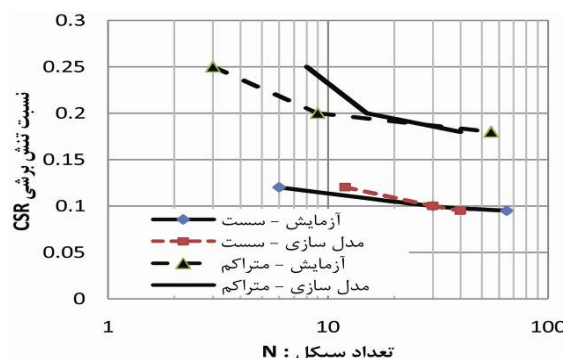 نسبت تنش برشی CSR
0.3
0.25
0.2
0.15
0.1
0.05
0
آزمایش - سست
مدل سازی - سست
آزمایش - متراکم
مدل سازی - متراکم
1
10
100
تعداد سیکل : N